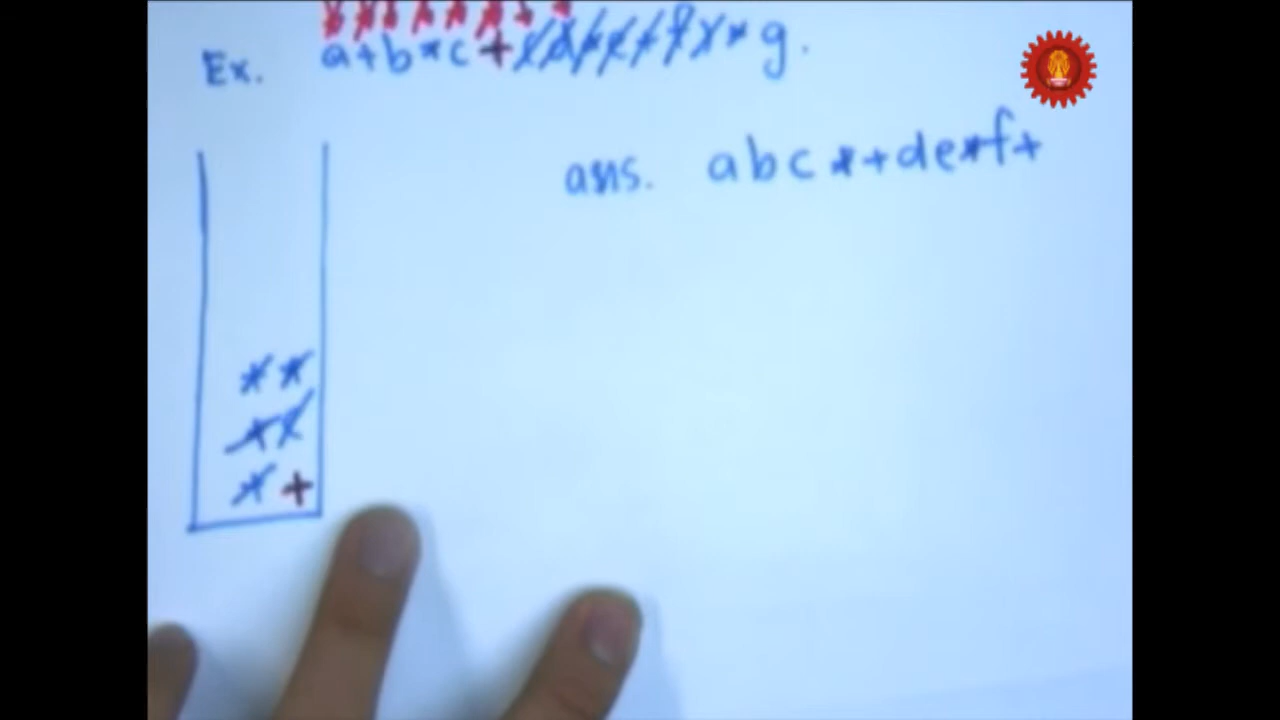 Ex. a+b*c+(d*e+f)*g.
ans. abc*+de*f+
* *
* (
* +